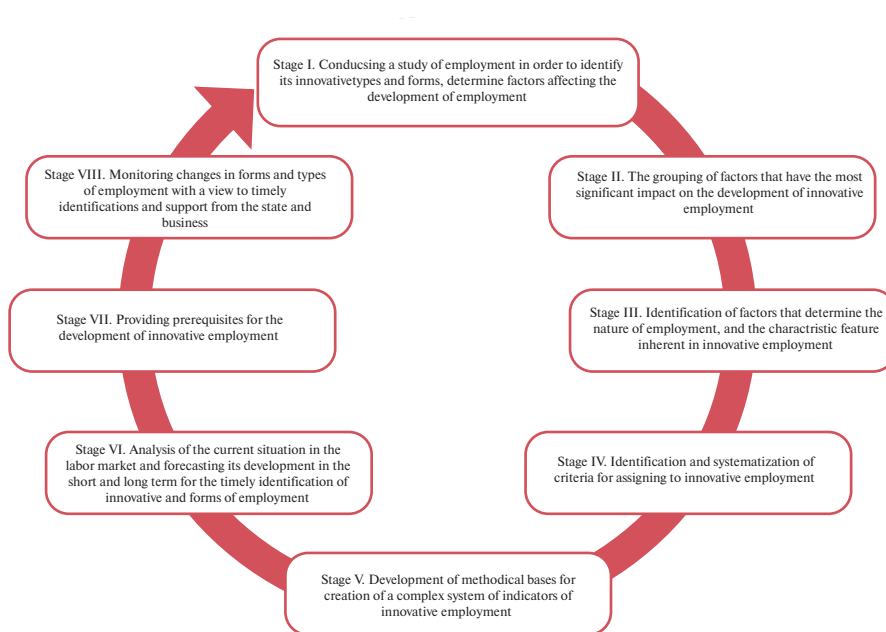 Stage I. Conducsing a study of employment in order to identify
its innovativetypes and forms, determine factors affecting the
development of employment
Stage II. The grouping of factors that have the most
significant impact on the development of innovative
employment
Stage III. Identification of factors that determine the
nature of employment, and the charactristic feature
inherent in innovative employment
Stage IV. Identification and systematization of
criteria for assigning to innovative employment
Stage V. Development of methodical bases for
creation of a complex system of indicators of
innovative employment
Stage VI. Analysis of the current situation in the
labor market and forecasting its development in the
short and long term for the timely identification of
innovative and forms of employment
Stage VII. Providing prerequisites for the
development of innovative employment
Stage VIII. Monitoring changes in forms and types
of employment with a view to timely
identifications and support from the state and
business